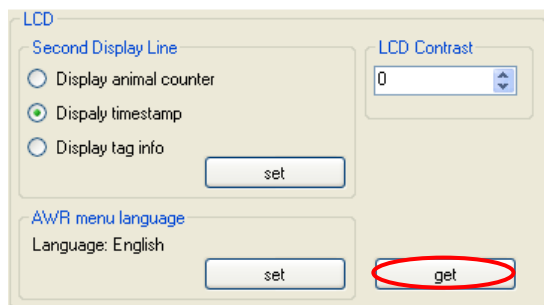 LCD
Second Display Line
Display animal counter
Dispaly timestamp
Display tag info
set
LCD Contrast
0
AWR menu language
Language: English
set
get